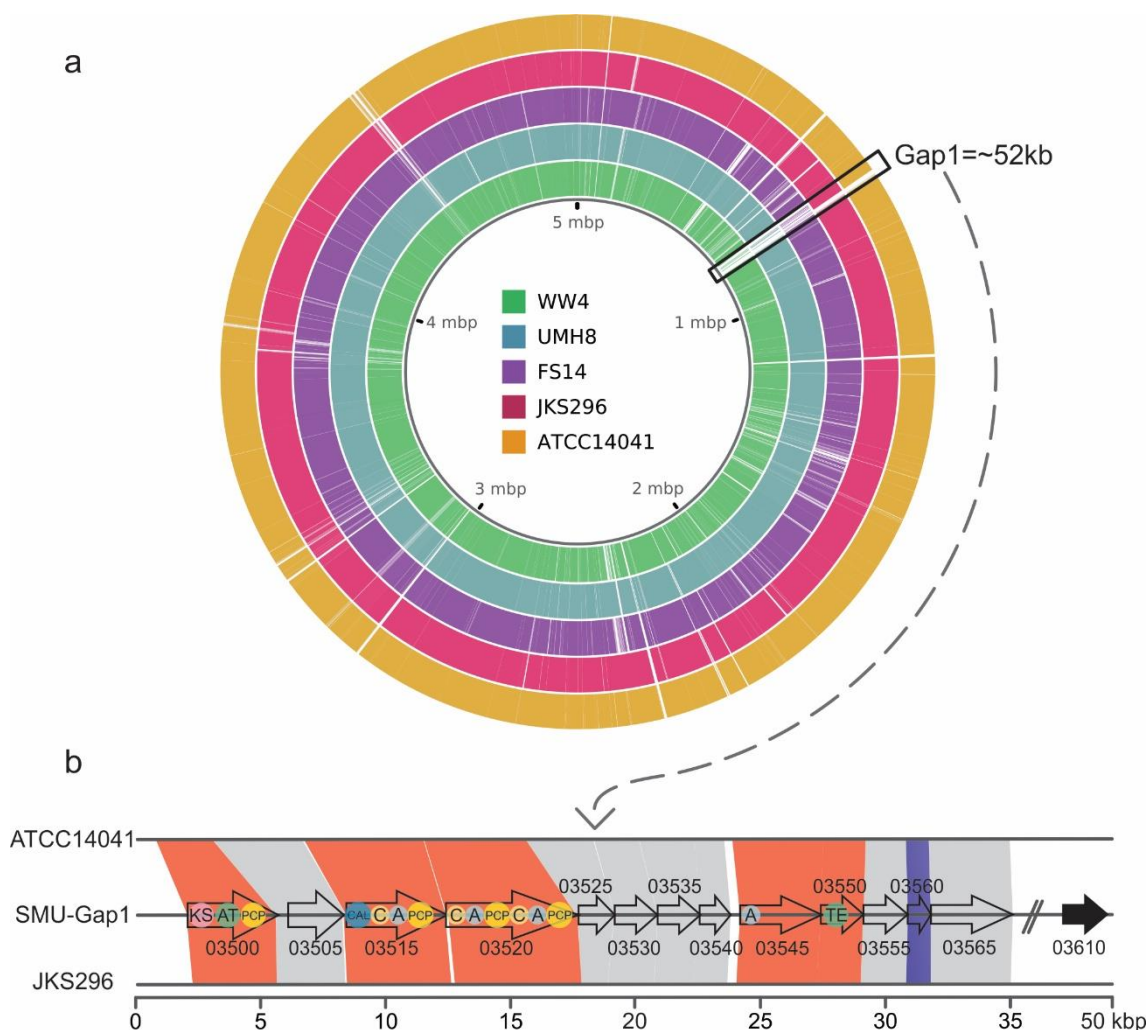 a
Gap1=~52kb
5 mbp
WW4
UMH8
FS14
JKS296
ATCC14041
1 mbp
4 mbp
3 mbp
2 mbp
b
ATCC14041
03525 03535 03550 03560
SMU-Gap1 KS AT PCP CAL C A PCP C A PCP C A PCP A TE
03500 03505 03515 03520 03530 03540 03545 03555 03565 03610
JKS296
0 5 10 15 20 25 30 35 50 kbp